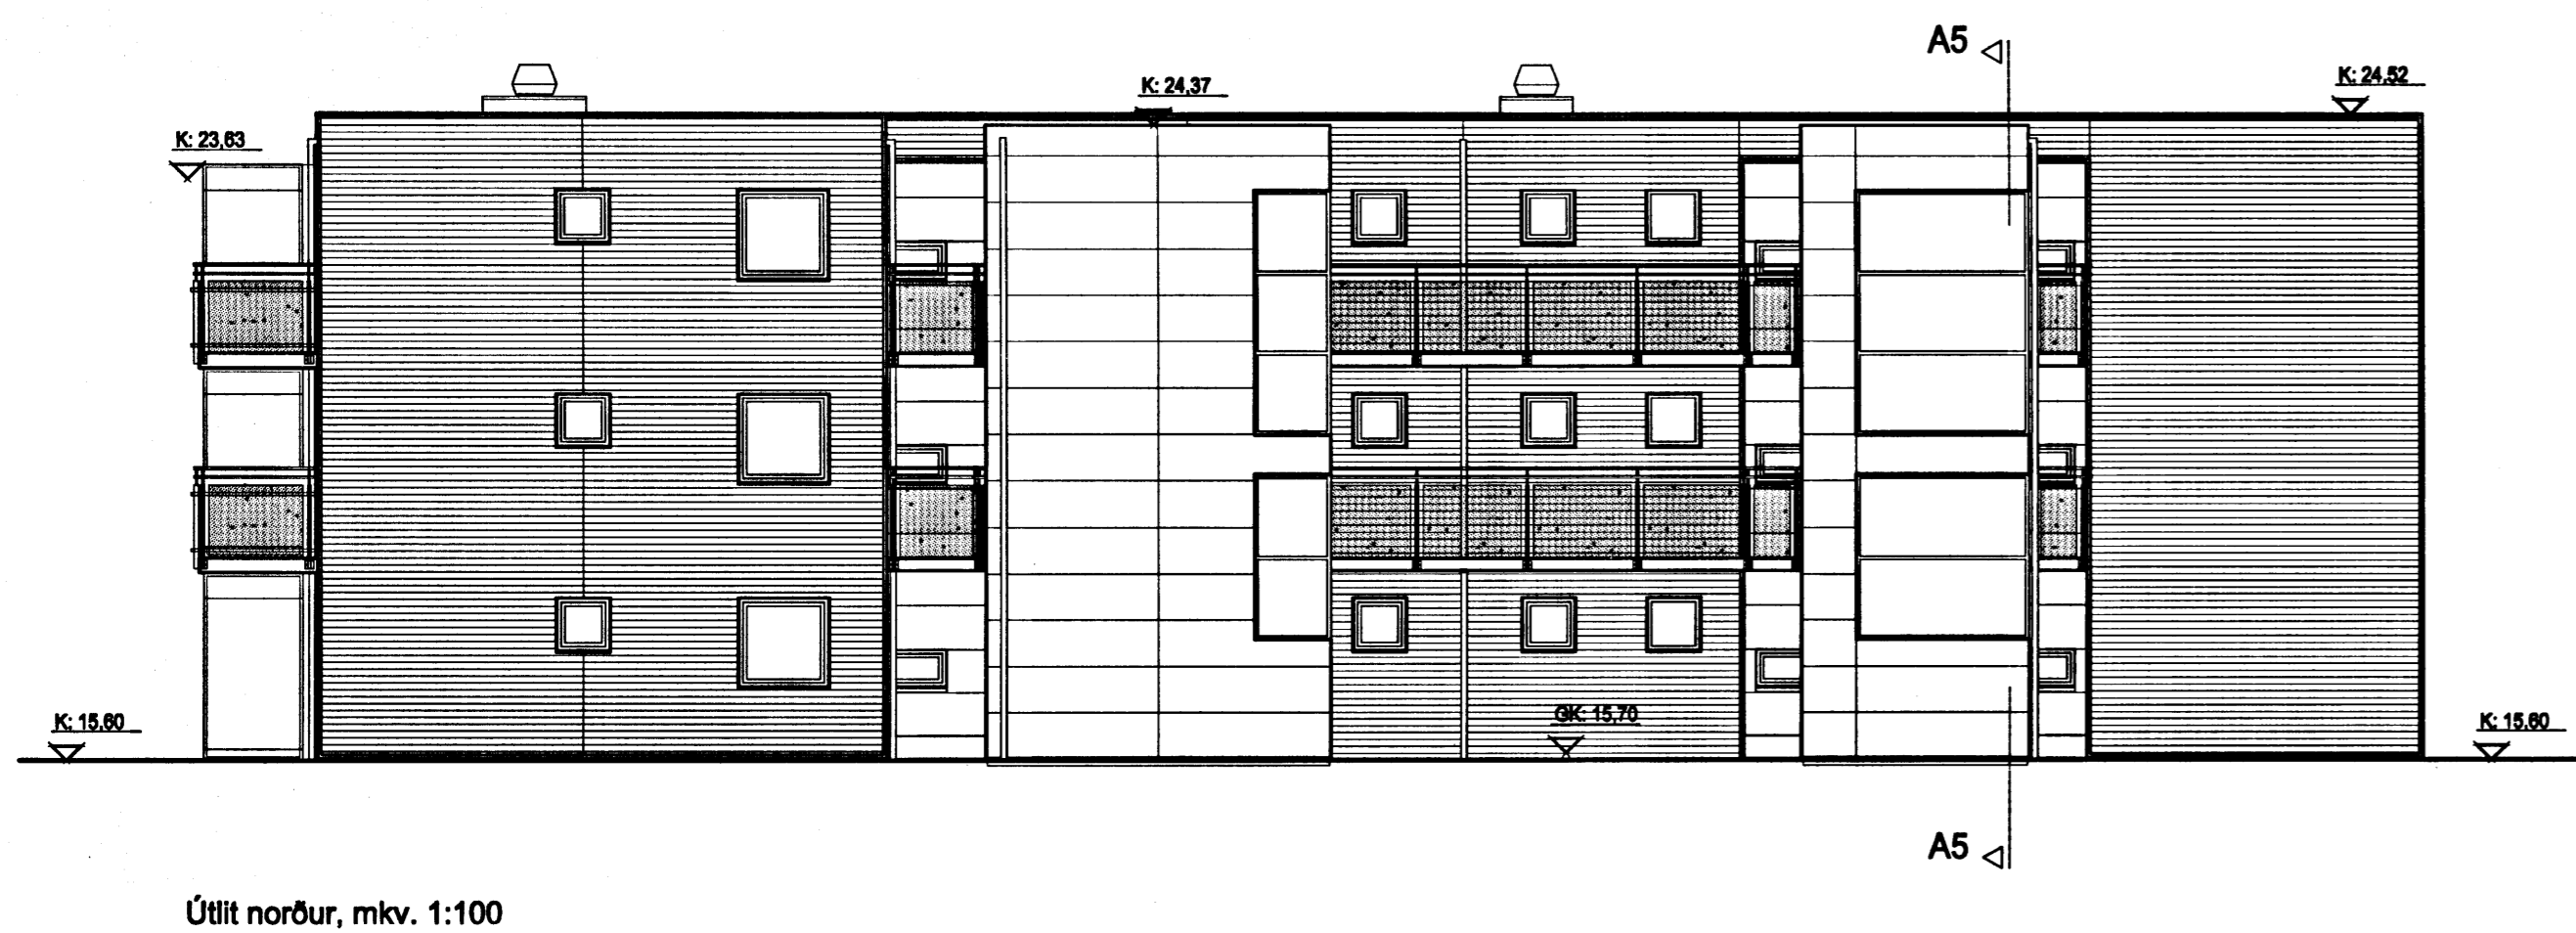 A5
K: 24,52
K: 24,37
K: 23,63
GK: 15,70
K: 15,60
K: 15,60
A5
Útlit norður, mkv. 1:100